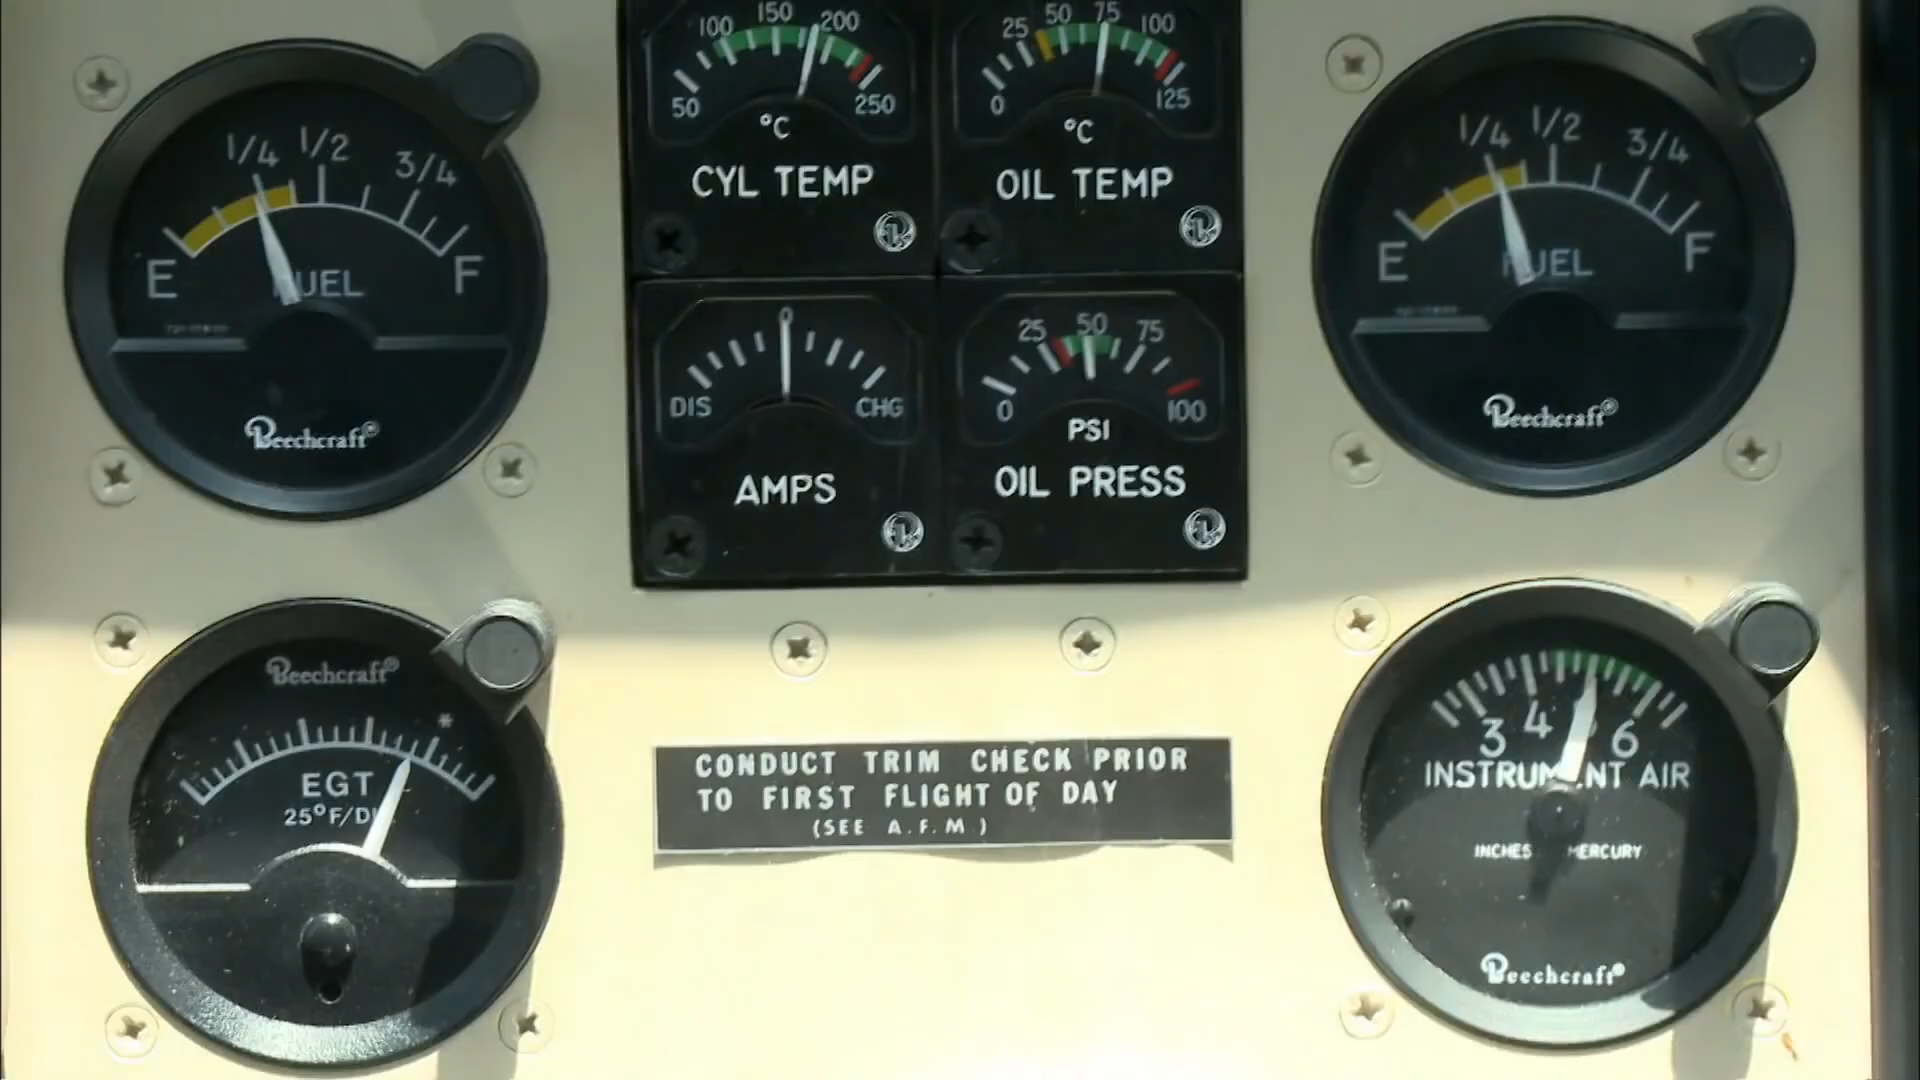 1/4 1/2 3/4
E F
FUEL
Beechcraft®
50 100 150 200 250
°C
CYL TEMP
0 25 50 75 100 125
°C
OIL TEMP
1/4 1/2 3/4
E F
FUEL
Beechcraft®
0
DIS CHG
AMPS
0 25 50 75 100
PSI
OIL PRESS
Beechcraft®
*
EGT
25°F/DI
CONDUCT TRIM CHECK PRIOR
TO FIRST FLIGHT OF DAY
(SEE A.F.M)
3 4 6
INSTRUMENT AIR
INCHES MERCURY
Beechcraft®